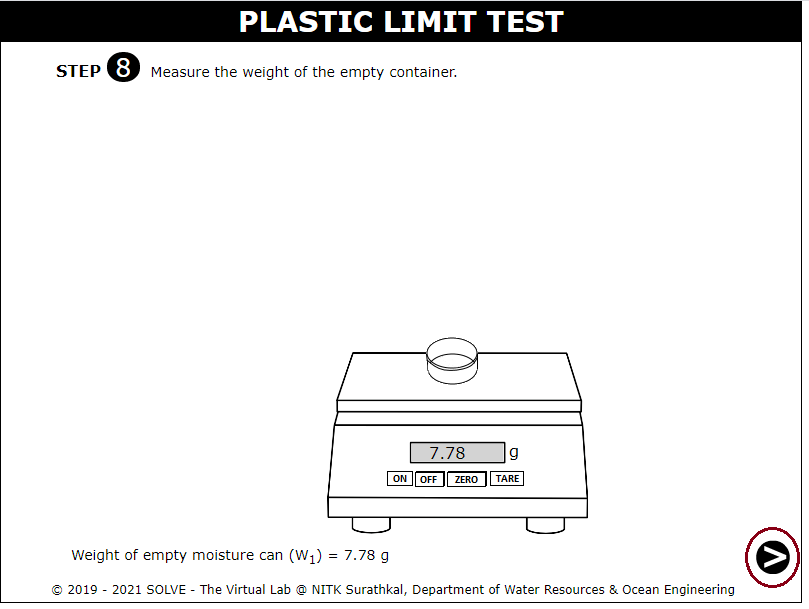 PLASTIC LIMIT TEST
STEP 8 Measure the weight of the empty container.
7.78 g
ON OFF ZERO TARE
Weight of empty moisture can (W1) = 7.78 g
>
© 2019 - 2021 SOLVE - The Virtual Lab @ NITK Surathkal, Department of Water Resources & Ocean Engineering